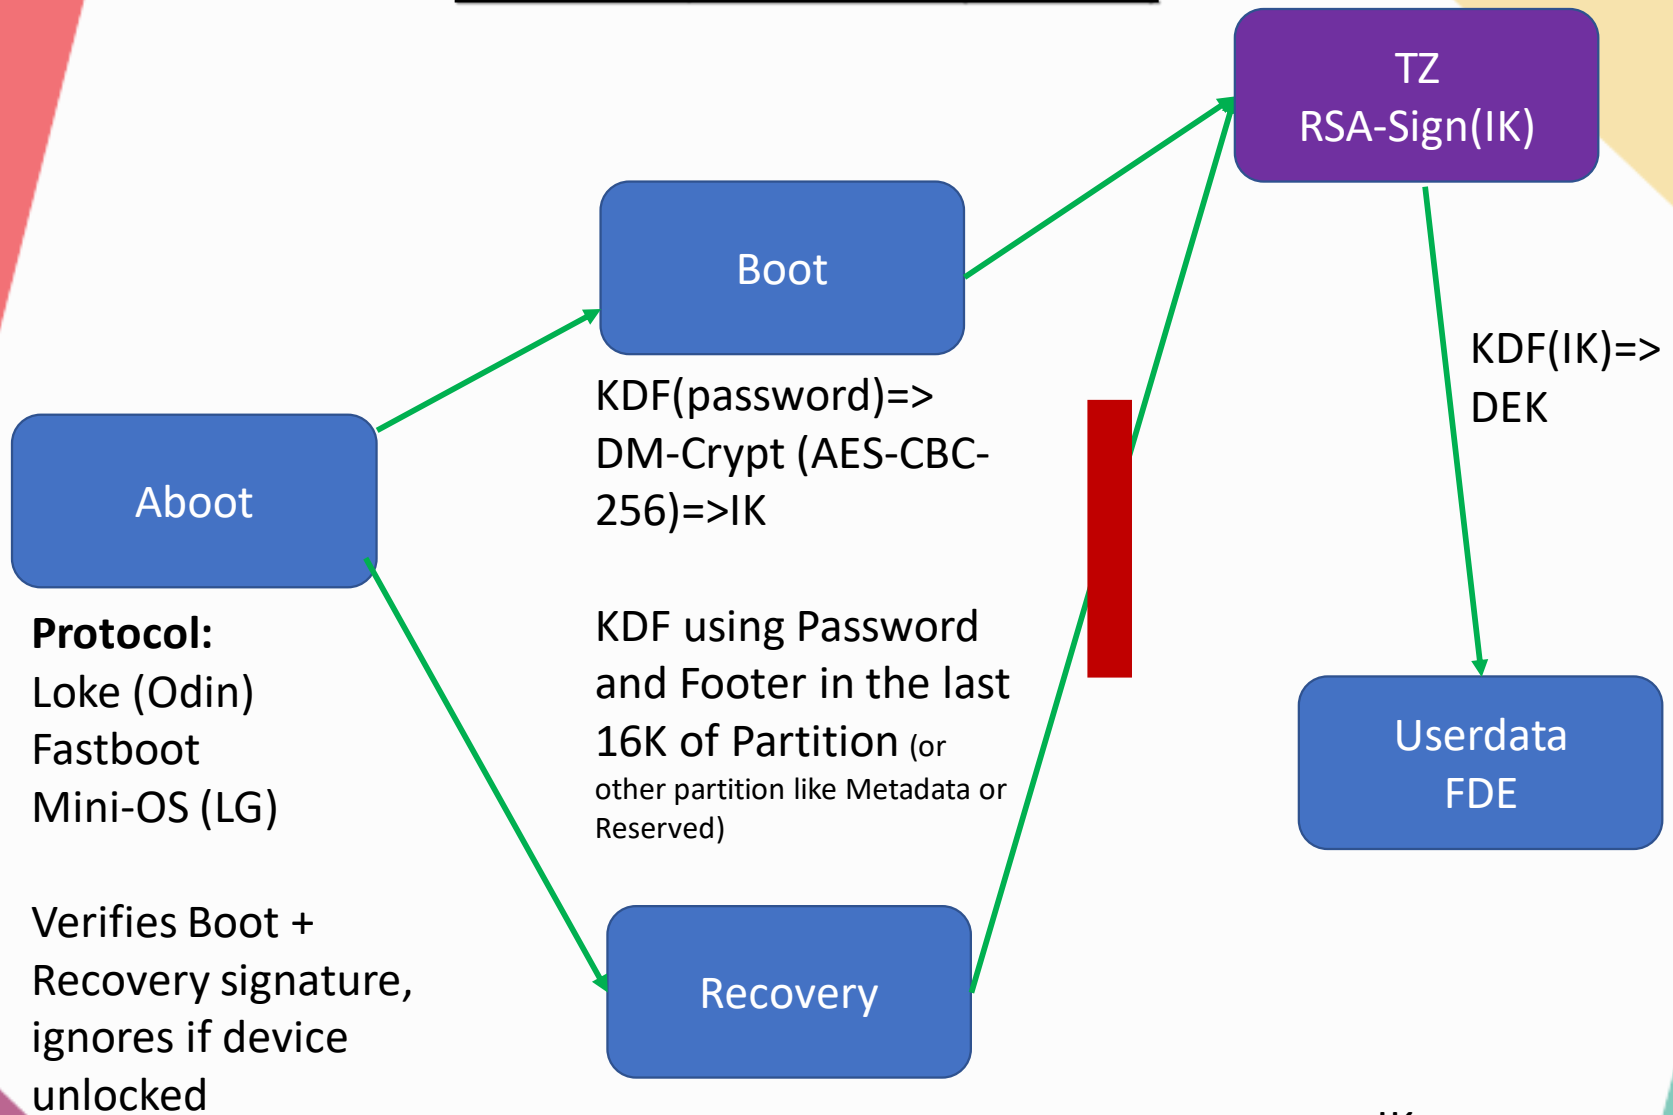 TZ
RSA-Sign(IK)
Boot
KDF(IK)=>
DEK
KDF(password)=>
DM-Crypt (AES-CBC-
256)=>IK
Aboot
Protocol:
Loke (Odin)
Fastboot
Mini-OS (LG)
KDF using Password
and Footer in the last
16K of Partition (or
other partition like Metadata or
Reserved)
Userdata
FDE
Verifies Boot +
Recovery signature,
ignores if device
unlocked
Recovery